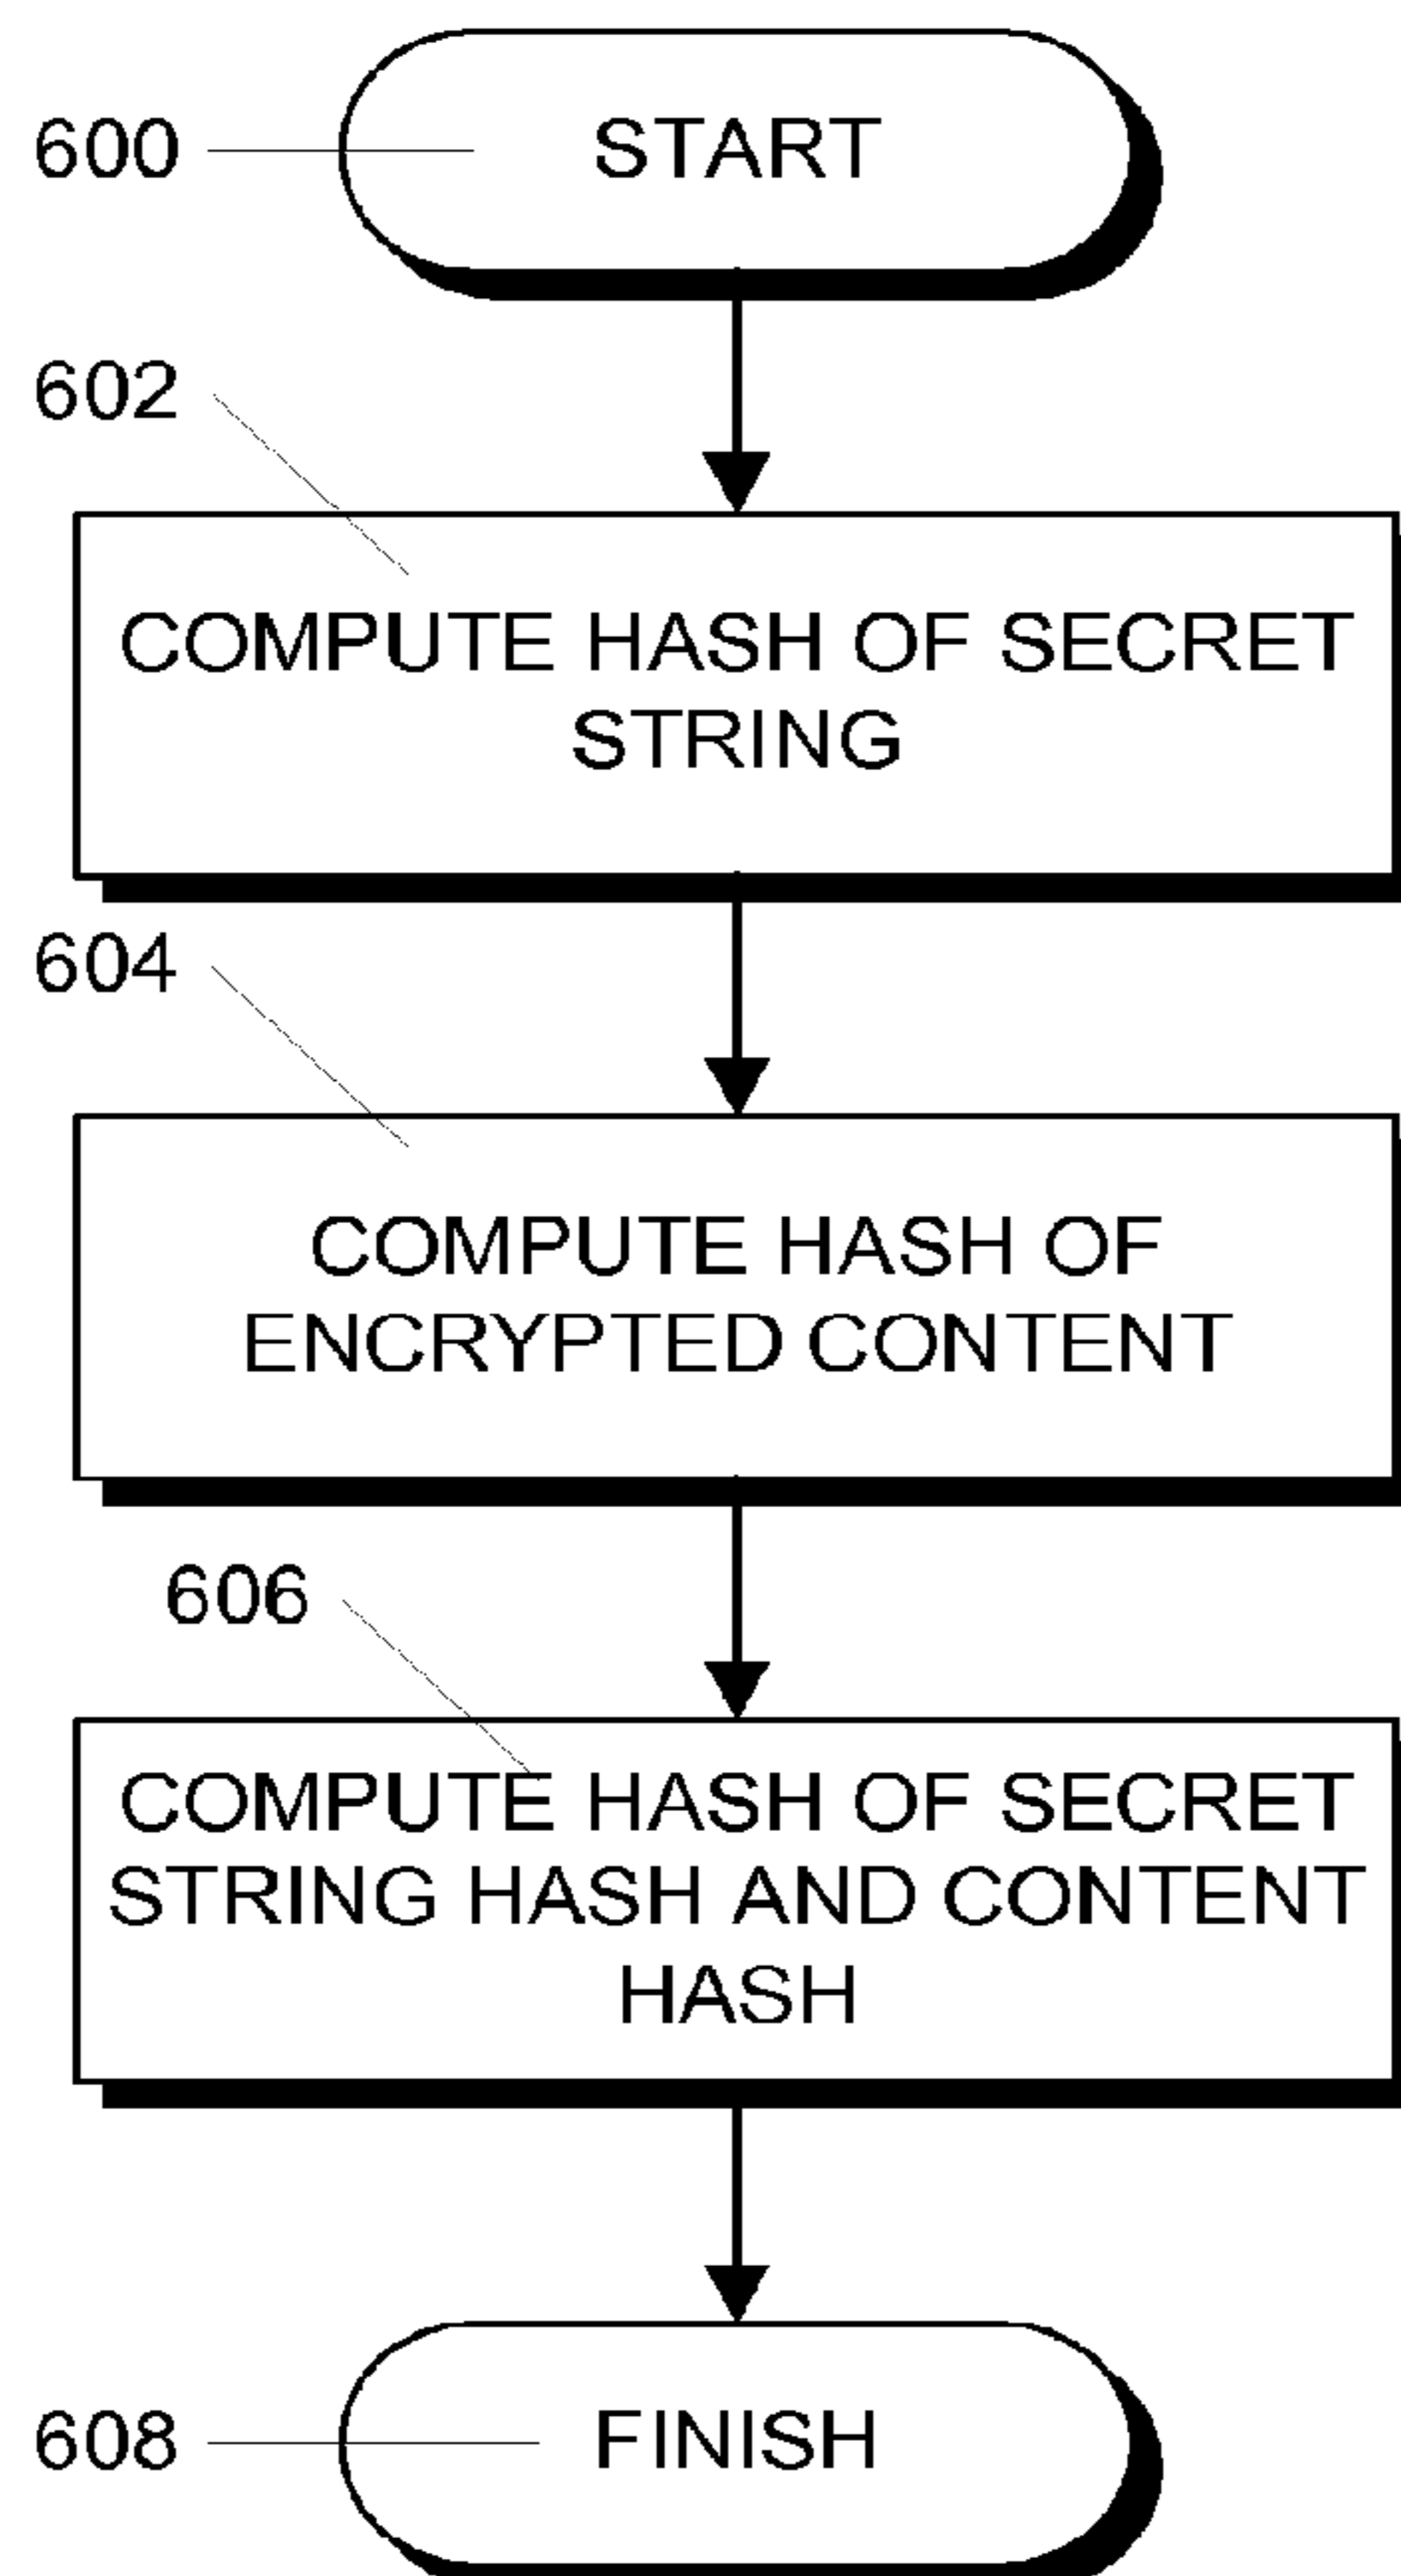 600
START
602
COMPUTE HASH OF SECRET
STRING
604
COMPUTE HASH OF
ENCRYPTED CONTENT
606
COMPUTE HASH OF SECRET
STRING HASH AND CONTENT
HASH
608
FINISH